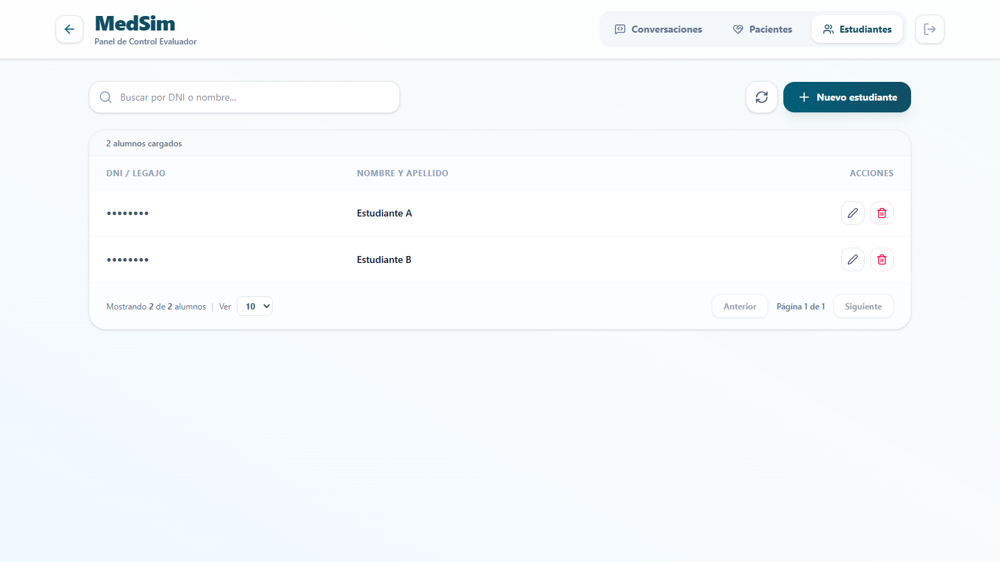 MedSim
Panel de Control Evaluador
Conversaciones
Pacientes
Estudiantes
Buscar por DNI o nombre...
Nuevo estudiante
2 alumnos cargados
DNI / LEGAJO NOMBRE Y APELLIDO ACCIONES
•••••••• Estudiante A
•••••••• Estudiante B
Mostrando 2 de 2 alumnos | Ver 10 Anterior Página 1 de 1 Siguiente